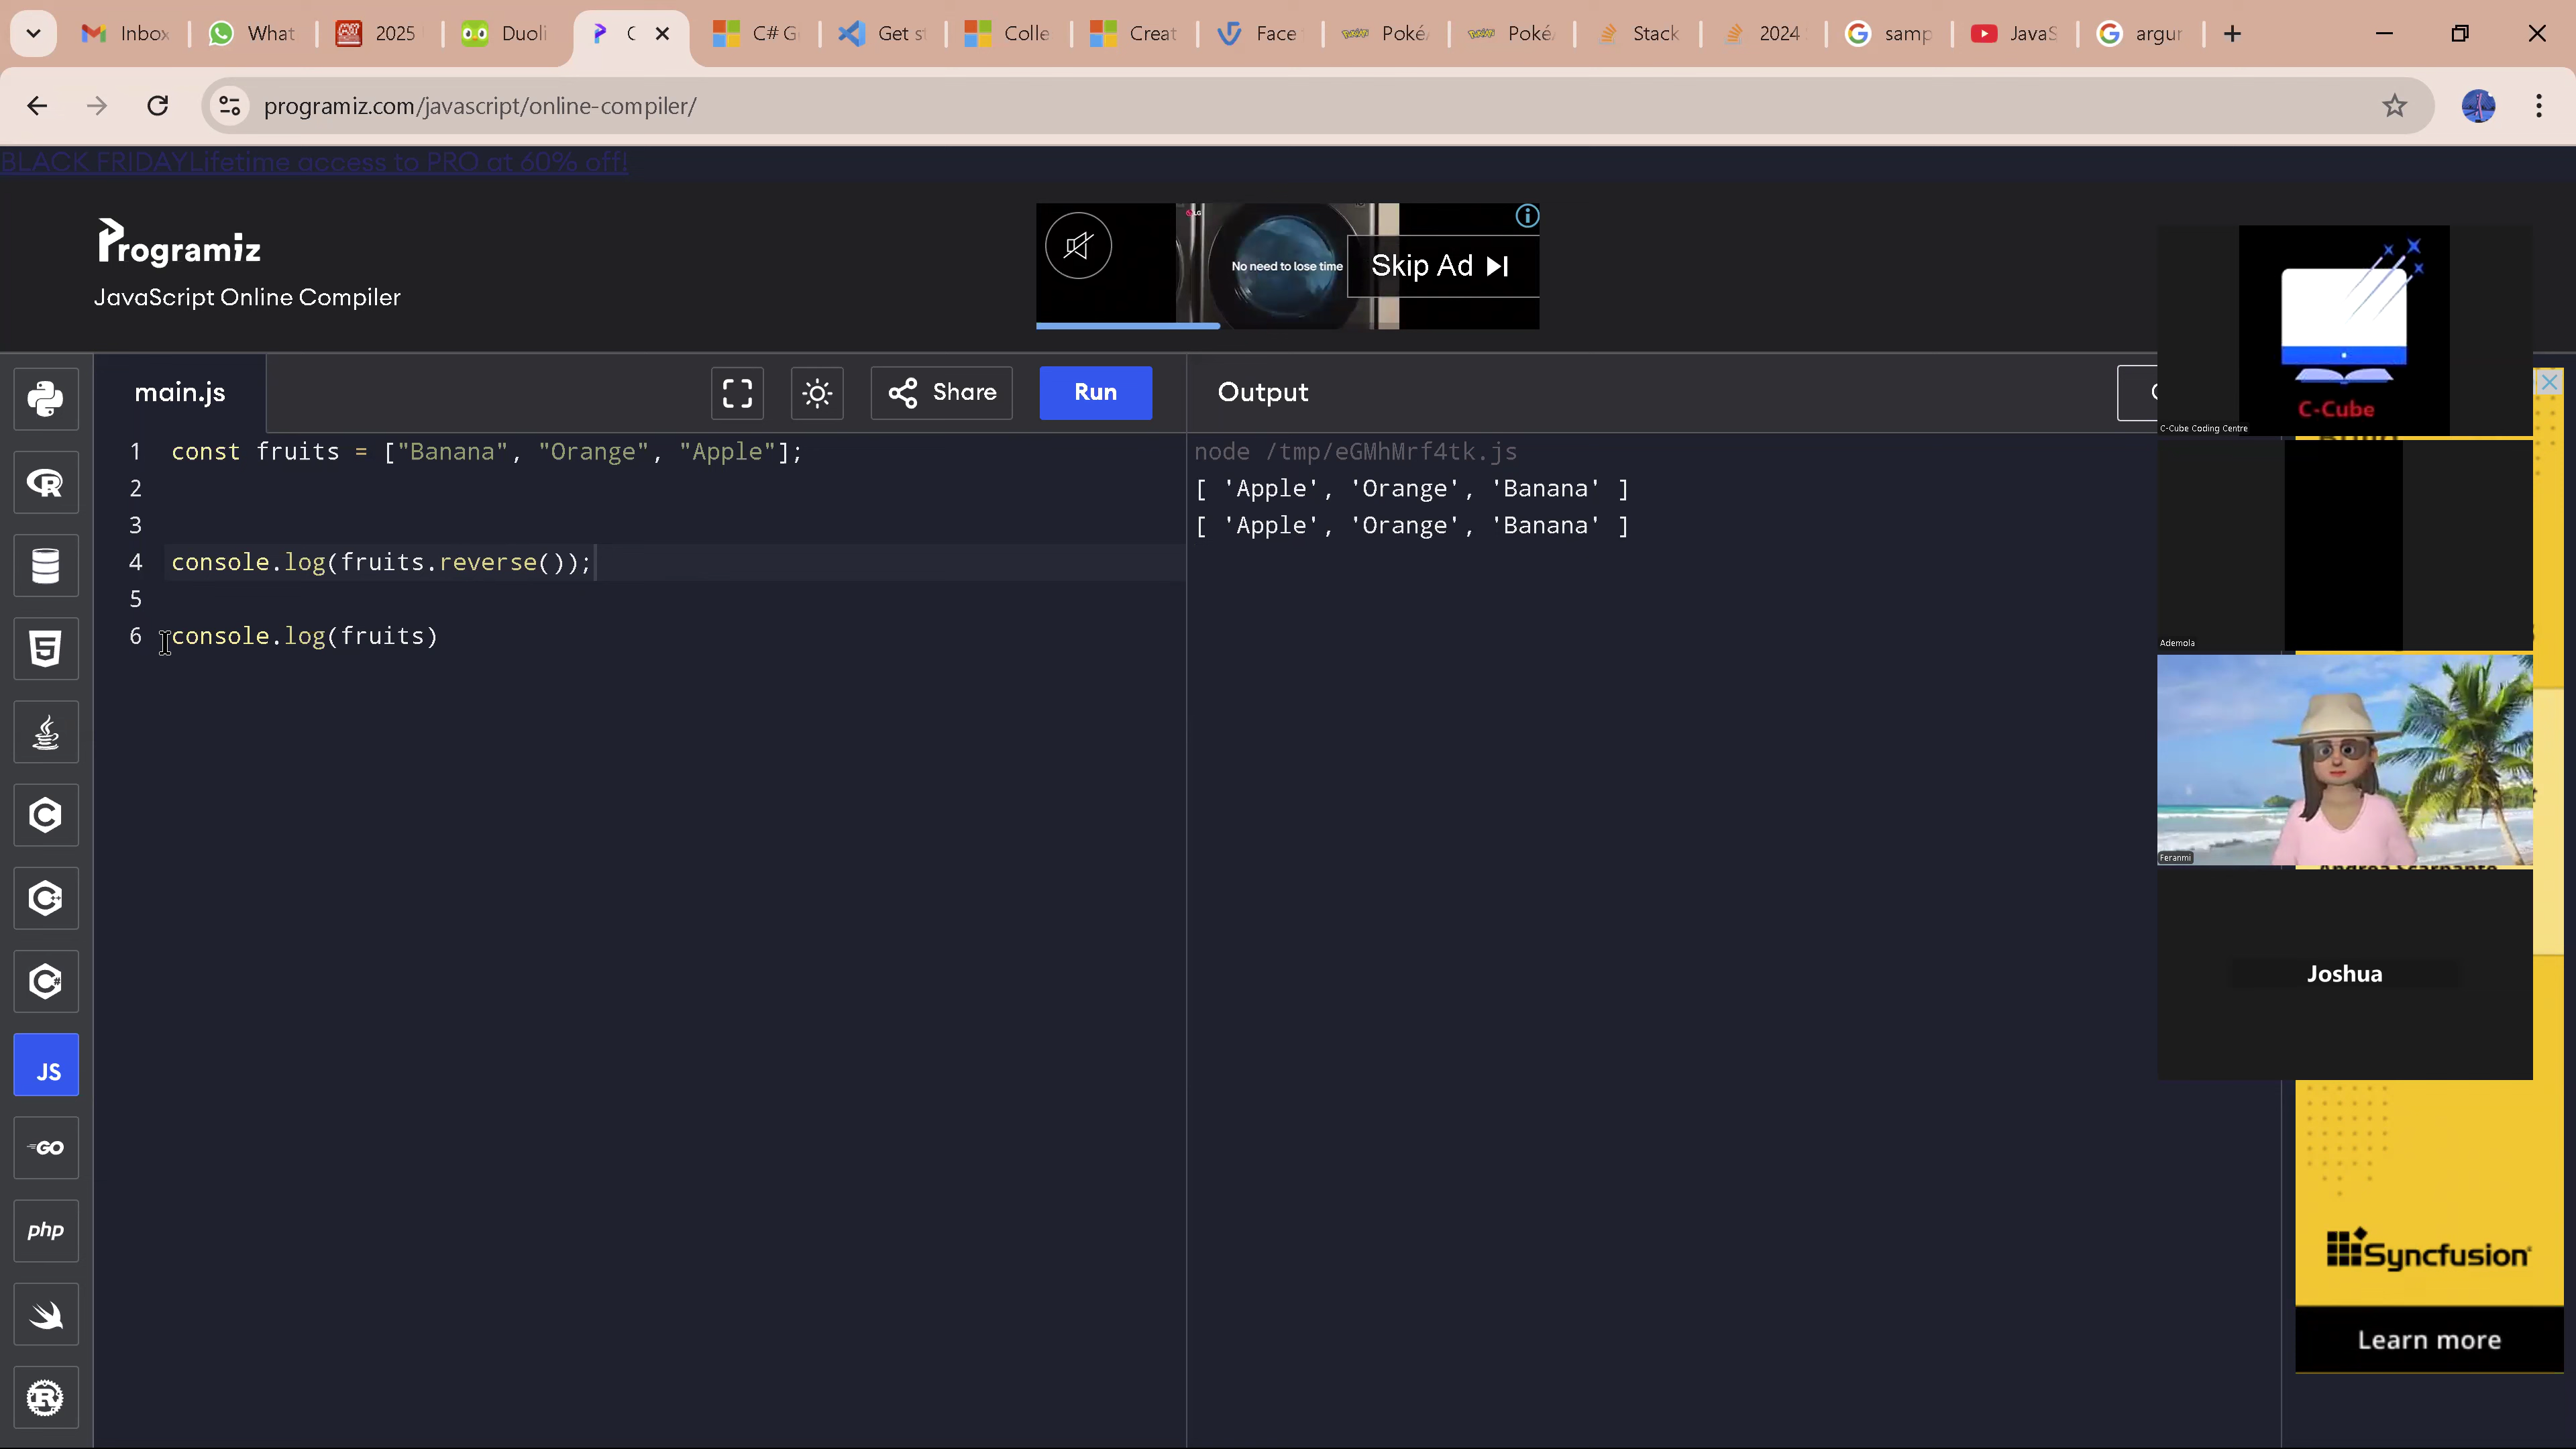 Inbox
What
2025
Duoli
C
C# G
Get s
Colle
Creat
Face
Poké
Poké
Stack
2024
samp
JavaS
argur
programiz.com/javascript/online-compiler/
BLACK FRIDAYLifetime access to PRO at 60% off!
Programiz
JavaScript Online Compiler
LG
No need to lose time
Skip Ad
main.js
Share
Run
Output
1 const fruits = ["Banana", "Orange", "Apple"];
2
3
4 console.log(fruits.reverse());
5
6 console.log(fruits)
node /tmp/eGMhMrf4tk.js
[ 'Apple', 'Orange', 'Banana' ]
[ 'Apple', 'Orange', 'Banana' ]
C-Cube
C-Cube Coding Centre
Ademola
Feranmi
Joshua
JS
GO
php
Syncfusion
Learn more